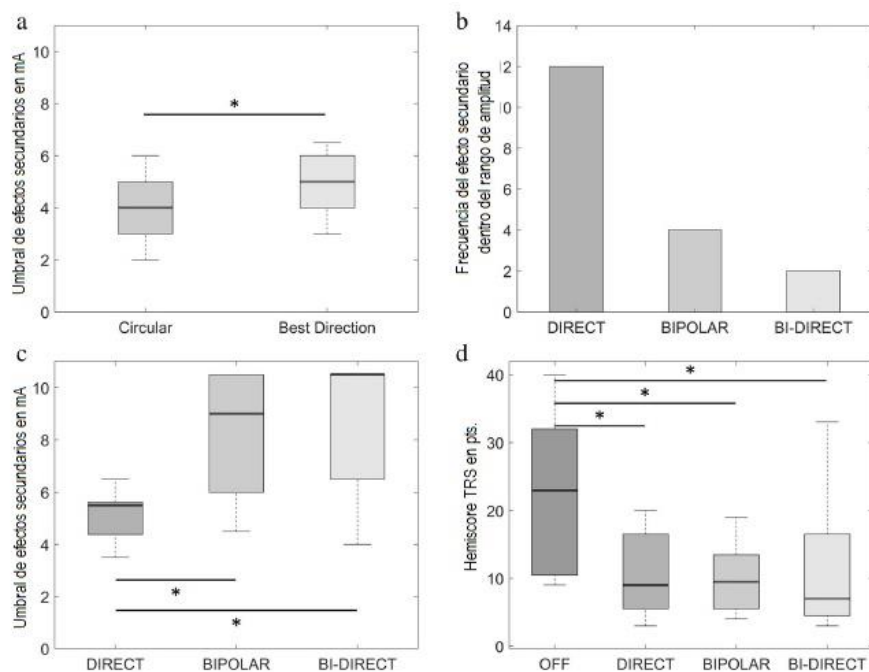 a
Umbral de efectos secundarios en mA
10
8
6
4
2
0
*
Circular
Best Direction
b
Frecuencia del efecto secundario
dentro del rango de amplitud
14
12
10
8
6
4
2
0
DIRECT
BIPOLAR
BI-DIRECT
c
Umbral de efectos secundarios en mA
10
8
6
4
2
0
*
*
DIRECT
BIPOLAR
BI-DIRECT
d
Hemiscore TRS en pts.
40
30
20
10
0
*
*
*
OFF
DIRECT
BIPOLAR
BI-DIRECT